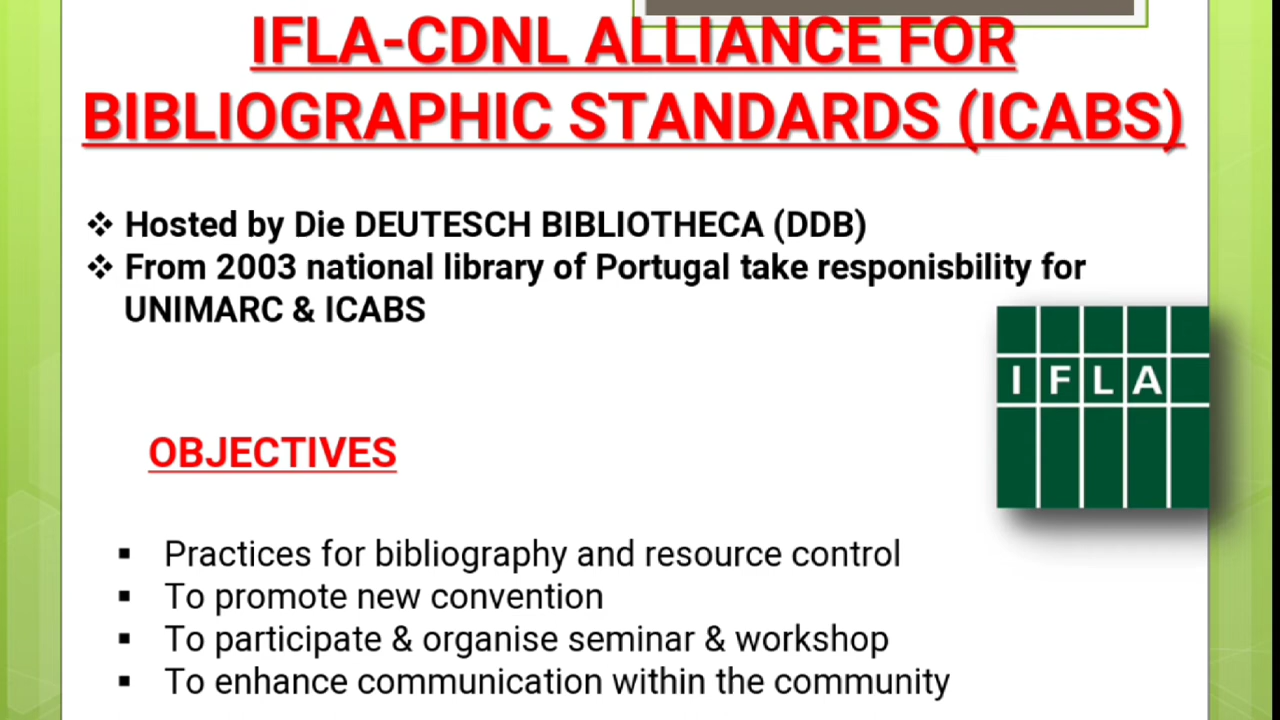 IFLA-CDNL ALLIANCE FOR
BIBLIOGRAPHIC STANDARDS (ICABS)
❖ Hosted by Die DEUTESCH BIBLIOTHECA (DDB)
❖ From 2003 national library of Portugal take responisbility for
UNIMARC & ICABS
I F L A
OBJECTIVES
▪ Practices for bibliography and resource control
▪ To promote new convention
▪ To participate & organise seminar & workshop
▪ To enhance communication within the community